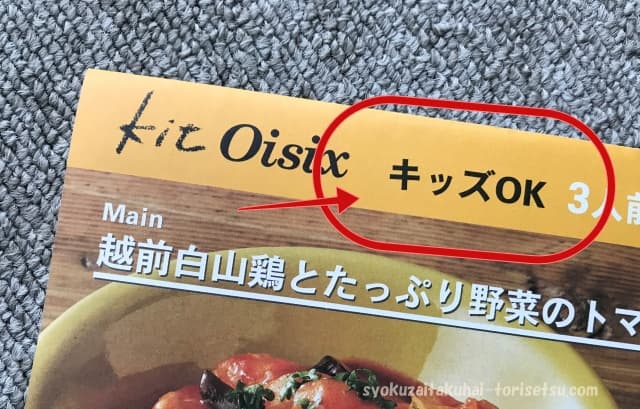 kit Oisix キッズOK 3人前
Main
越前白山鶏とたっぷり野菜のトマ
syokuzaitakuhai-torisetsu.com